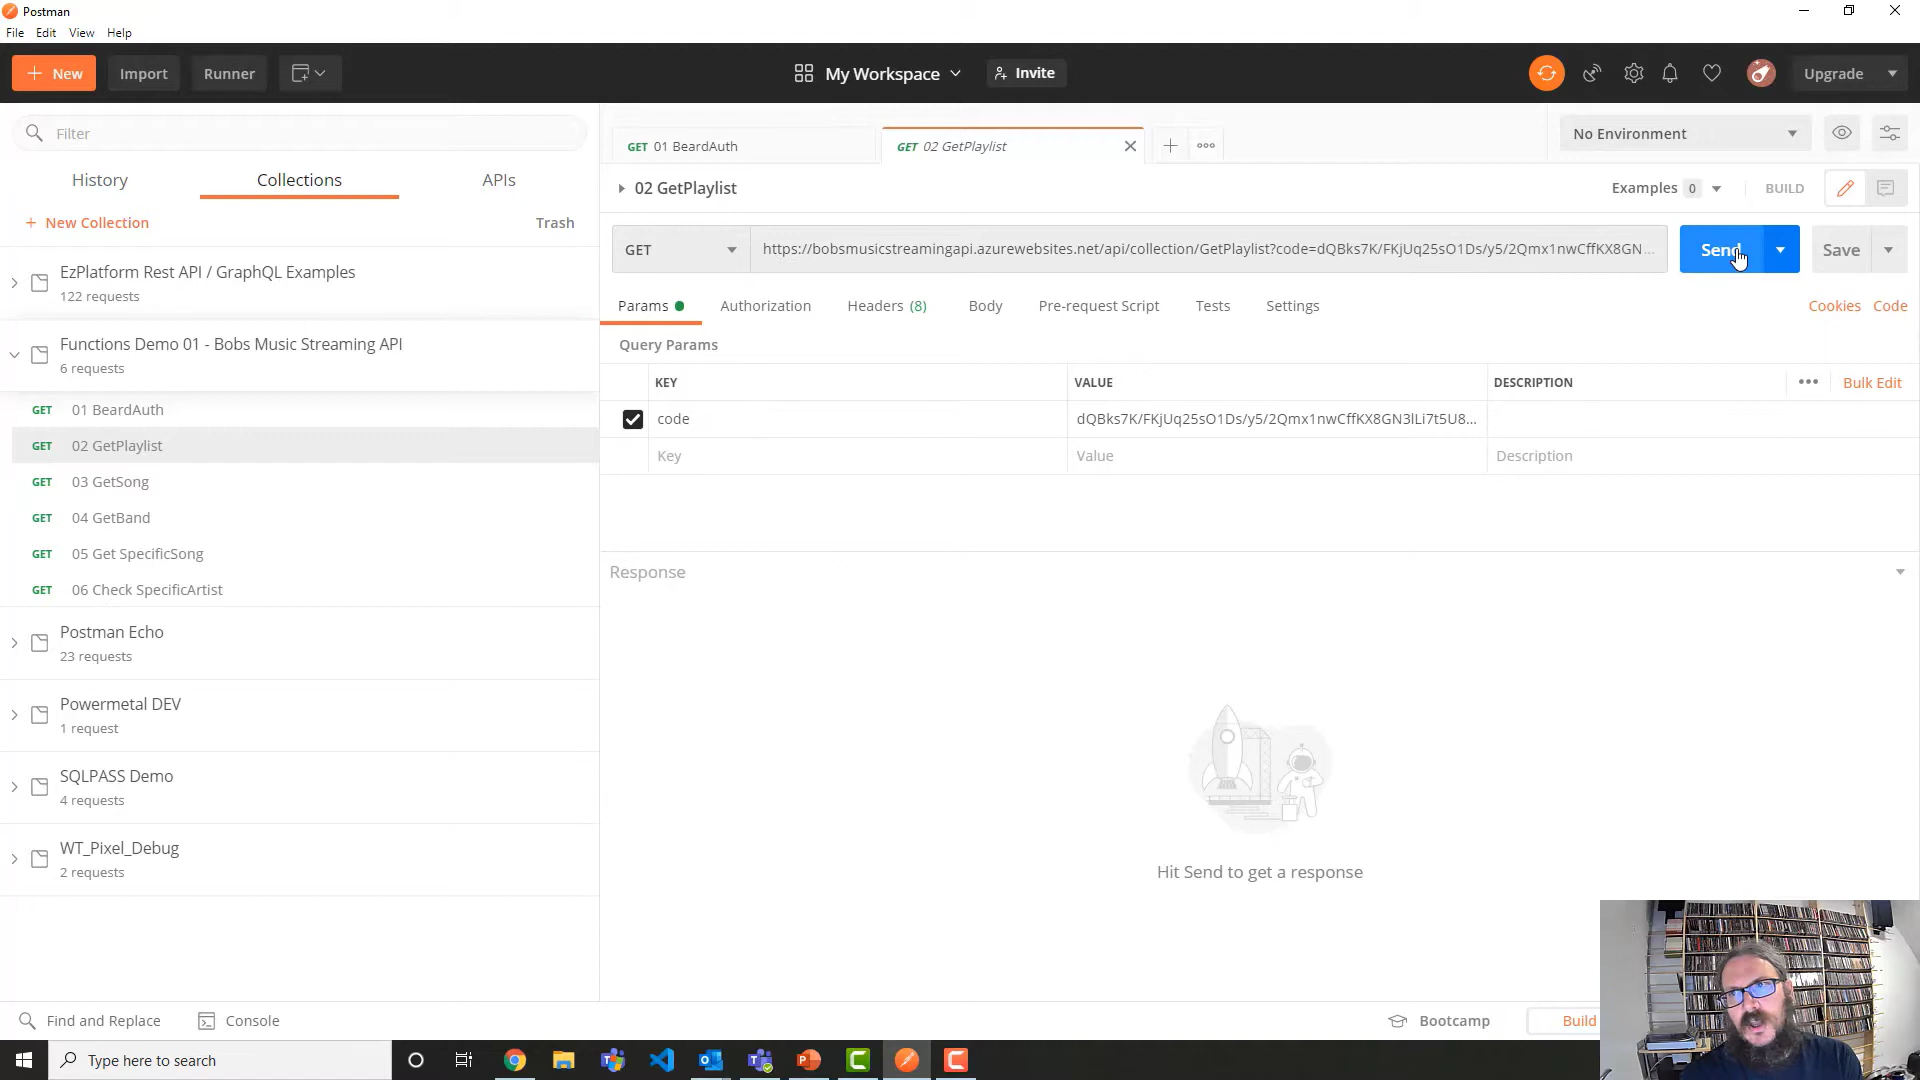 Postman
File Edit View Help
New Import Runner My Workspace Invite Upgrade
Filter
History Collections APIs
+ New Collection Trash
EzPlatform Rest API / GraphQL Examples
122 requests
Functions Demo 01 - Bobs Music Streaming API
6 requests
GET 01 BeardAuth
GET 02 GetPlaylist
GET 03 GetSong
GET 04 GetBand
GET 05 Get SpecificSong
GET 06 Check SpecificArtist
Postman Echo
23 requests
Powermetal DEV
1 request
SQLPASS Demo
4 requests
WT_Pixel_Debug
2 requests
GET 01 BeardAuth GET 02 GetPlaylist No Environment
02 GetPlaylist Examples 0 BUILD
GET https://bobsmusicstreamingapi.azurewebsites.net/api/collection/GetPlaylist?code=dQBks7K/FKjUq25sO1Ds/y5/2Qmx1nwCffKX8GN... Send Save
Params Authorization Headers (8) Body Pre-request Script Tests Settings Cookies Code
Query Params
KEY VALUE DESCRIPTION Bulk Edit
code dQBks7K/FKjUq25sO1Ds/y5/2Qmx1nwCffKX8GN3lLi7t5U8...
Key Value Description
Response
Hit Send to get a response
Find and Replace Console Bootcamp Build
Type here to search